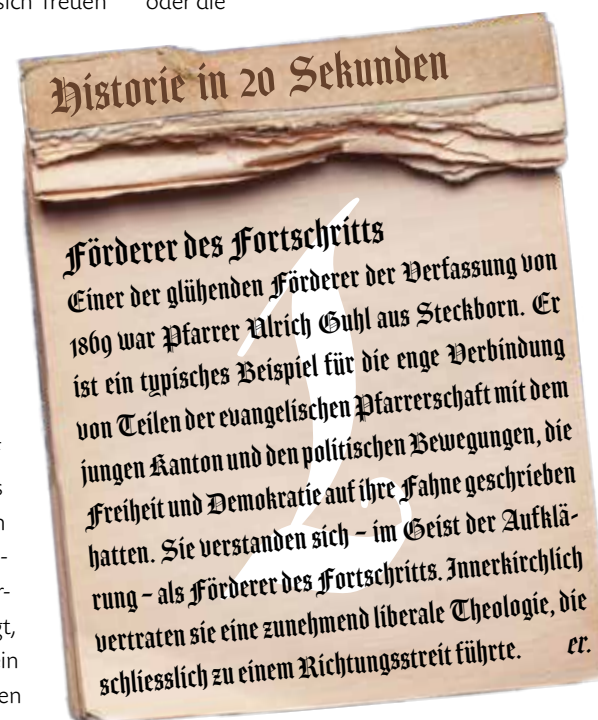 sich freuen oder die
Historie in 20 Sekunden
Förderer des Fortschritts
Einer der glühenden Förderer der Verfassung von
1869 war Pfarrer Ulrich Guhl aus Steckborn. Er
ist ein typisches Beispiel für die enge Verbindung
von Teilen der evangelischen Pfarrerschaft mit dem
jungen Kanton und den politischen Bewegungen, die
Freiheit und Demokratie auf ihre Fahne geschrieben
hatten. Sie verstanden sich – im Geist der Aufklä-
rung – als Förderer des Fortschritts. Innerkirchlich
vertraten sie eine zunehmend liberale Theologie, die
schliesslich zu einem Richtungsstreit führte. er.